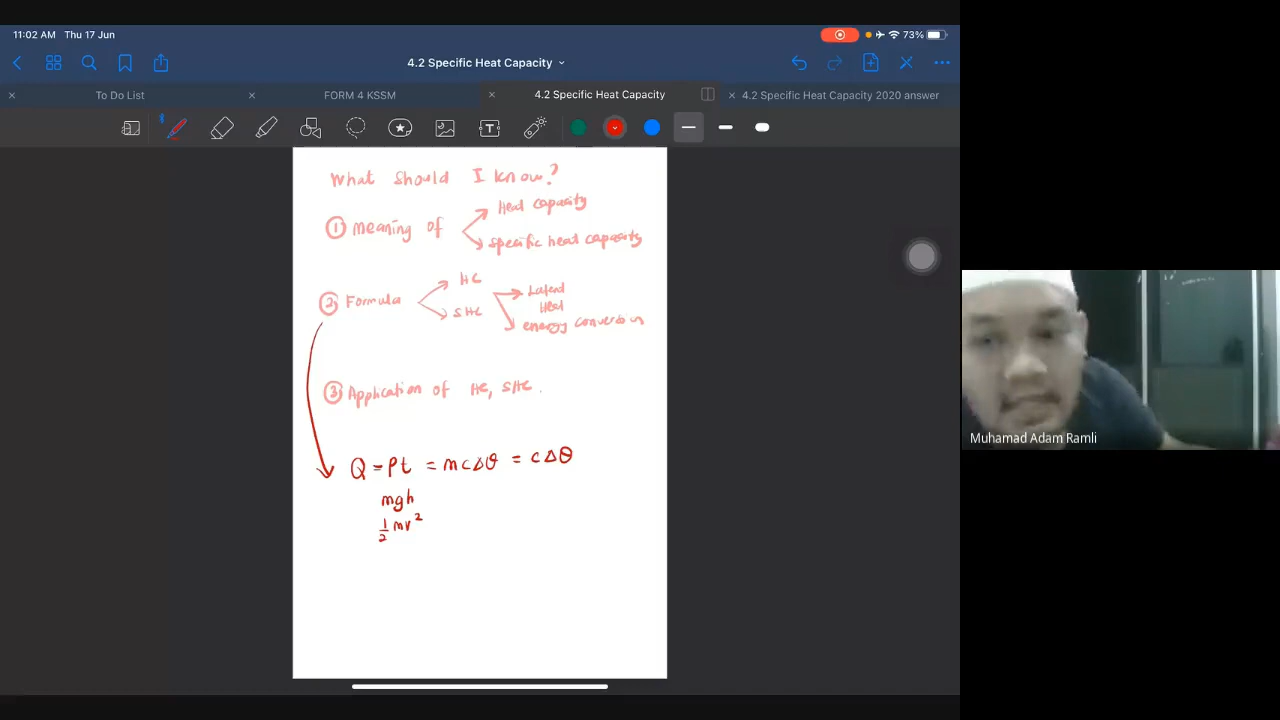 11:02 AM Thu 17 Jun
73%
4.2 Specific Heat Capacity
To Do List
FORM 4 KSSM
4.2 Specific Heat Capacity
4.2 Specific Heat Capacity 2020 answer
What should I know?
① Meaning of
Heat capacity
specific heat capacity
② Formula
HC
SHC
Latent
Heat
energy conversion
③ Application of HC, SHC.
Q = Pt = mcΔθ = cΔθ
mgh
½ mv²
Muhamad Adam Ramli